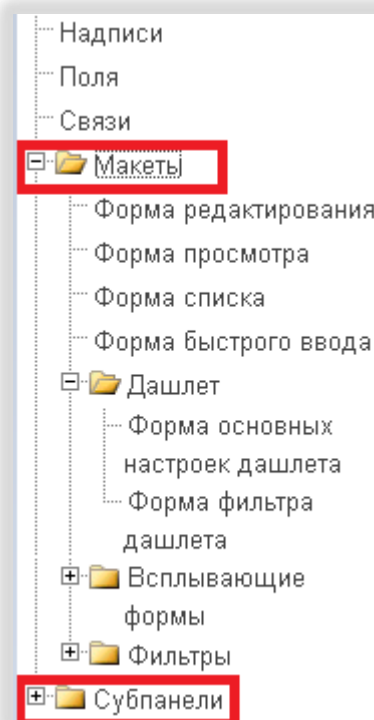 Надписи
Поля
Связи
Макеты
Форма редактирования
Форма просмотра
Форма списка
Форма быстрого ввода
Дашлет
Форма основных
настроек дашлета
Форма фильтра
дашлета
Всплывающие
формы
Фильтры
Субпанели